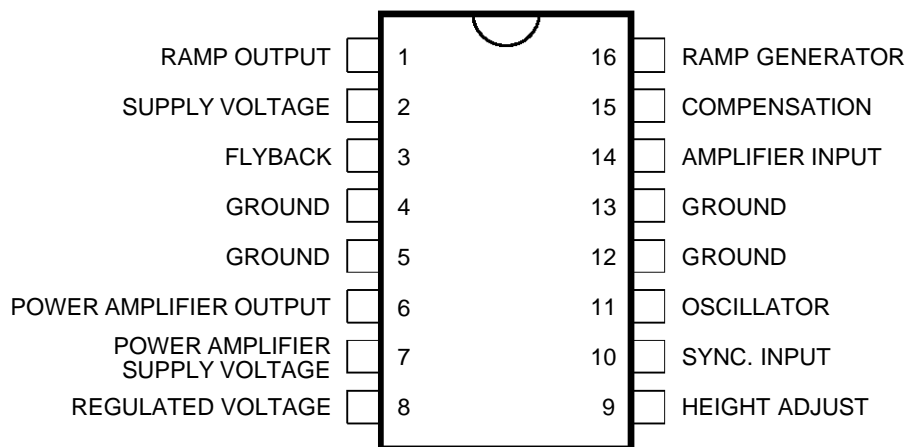 RAMP OUTPUT 1 16 RAMP GENERATOR
SUPPLY VOLTAGE 2 15 COMPENSATION
FLYBACK 3 14 AMPLIFIER INPUT
GROUND 4 13 GROUND
GROUND 5 12 GROUND
POWER AMPLIFIER OUTPUT 6 11 OSCILLATOR
POWER AMPLIFIER
SUPPLY VOLTAGE 7 10 SYNC. INPUT
REGULATED VOLTAGE 8 9 HEIGHT ADJUST